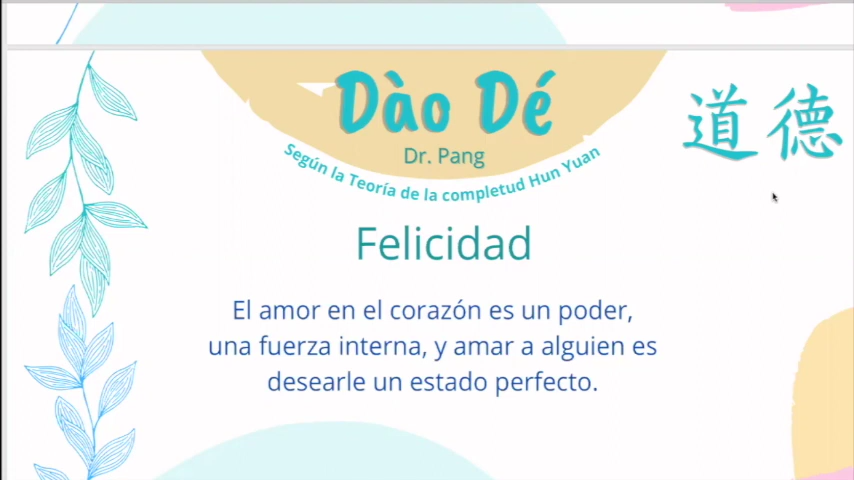 Dào Dé
道德
Dr. Pang
Según la Teoría de la completud Hun Yuan
Felicidad
El amor en el corazón es un poder,
una fuerza interna, y amar a alguien es
desearle un estado perfecto.